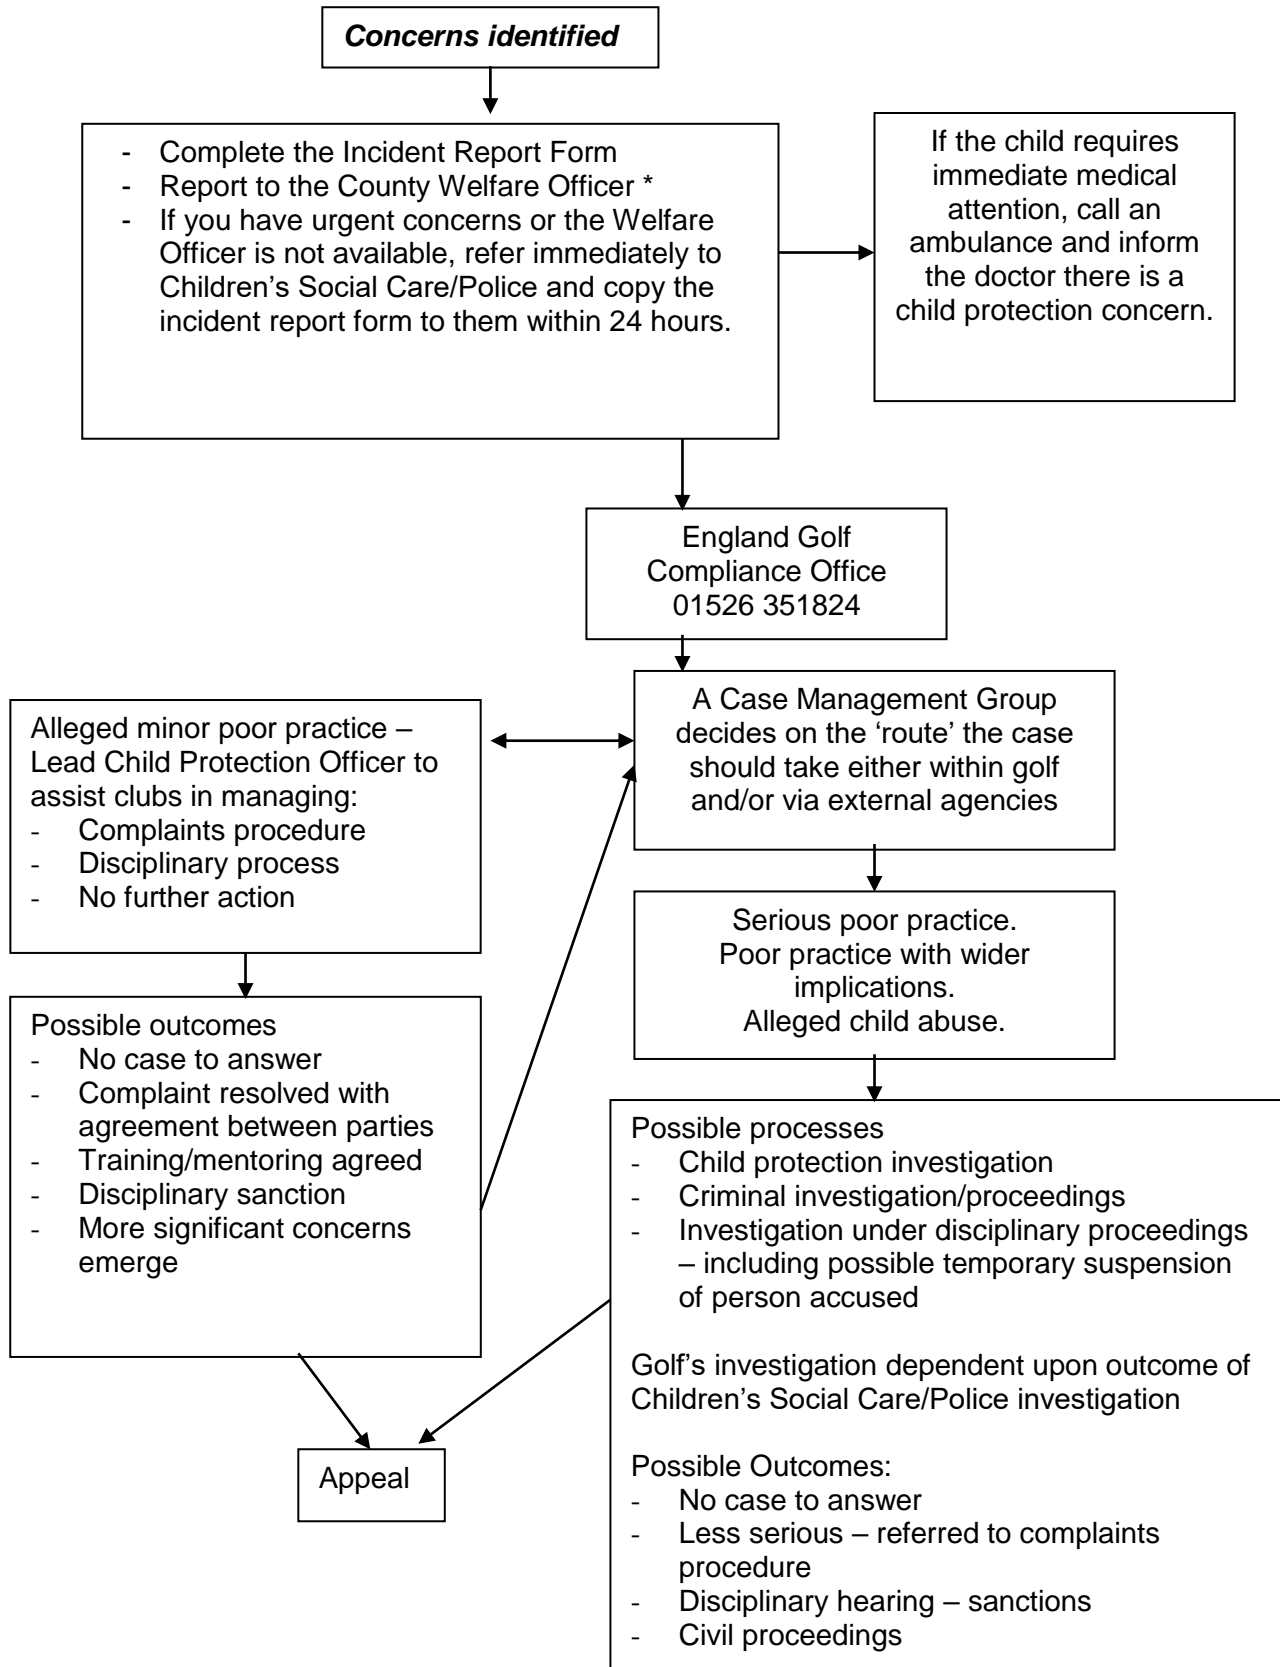 Concerns identified
- Complete the Incident Report Form
- Report to the County Welfare Officer *
- If you have urgent concerns or the Welfare
Officer is not available, refer immediately to
Children’s Social Care/Police and copy the
incident report form to them within 24 hours.
If the child requires
immediate medical
attention, call an
ambulance and inform
the doctor there is a
child protection concern.
England Golf
Compliance Office
01526 351824
A Case Management Group
decides on the ‘route’ the case
should take either within golf
and/or via external agencies
Alleged minor poor practice –
Lead Child Protection Officer to
assist clubs in managing:
- Complaints procedure
- Disciplinary process
- No further action
Serious poor practice.
Poor practice with wider
implications.
Alleged child abuse.
Possible outcomes
- No case to answer
- Complaint resolved with
agreement between parties
- Training/mentoring agreed
- Disciplinary sanction
- More significant concerns
emerge
Possible processes
- Child protection investigation
- Criminal investigation/proceedings
- Investigation under disciplinary proceedings
– including possible temporary suspension
of person accused
Golf’s investigation dependent upon outcome of
Children’s Social Care/Police investigation
Possible Outcomes:
- No case to answer
- Less serious – referred to complaints
procedure
- Disciplinary hearing – sanctions
- Civil proceedings
Appeal